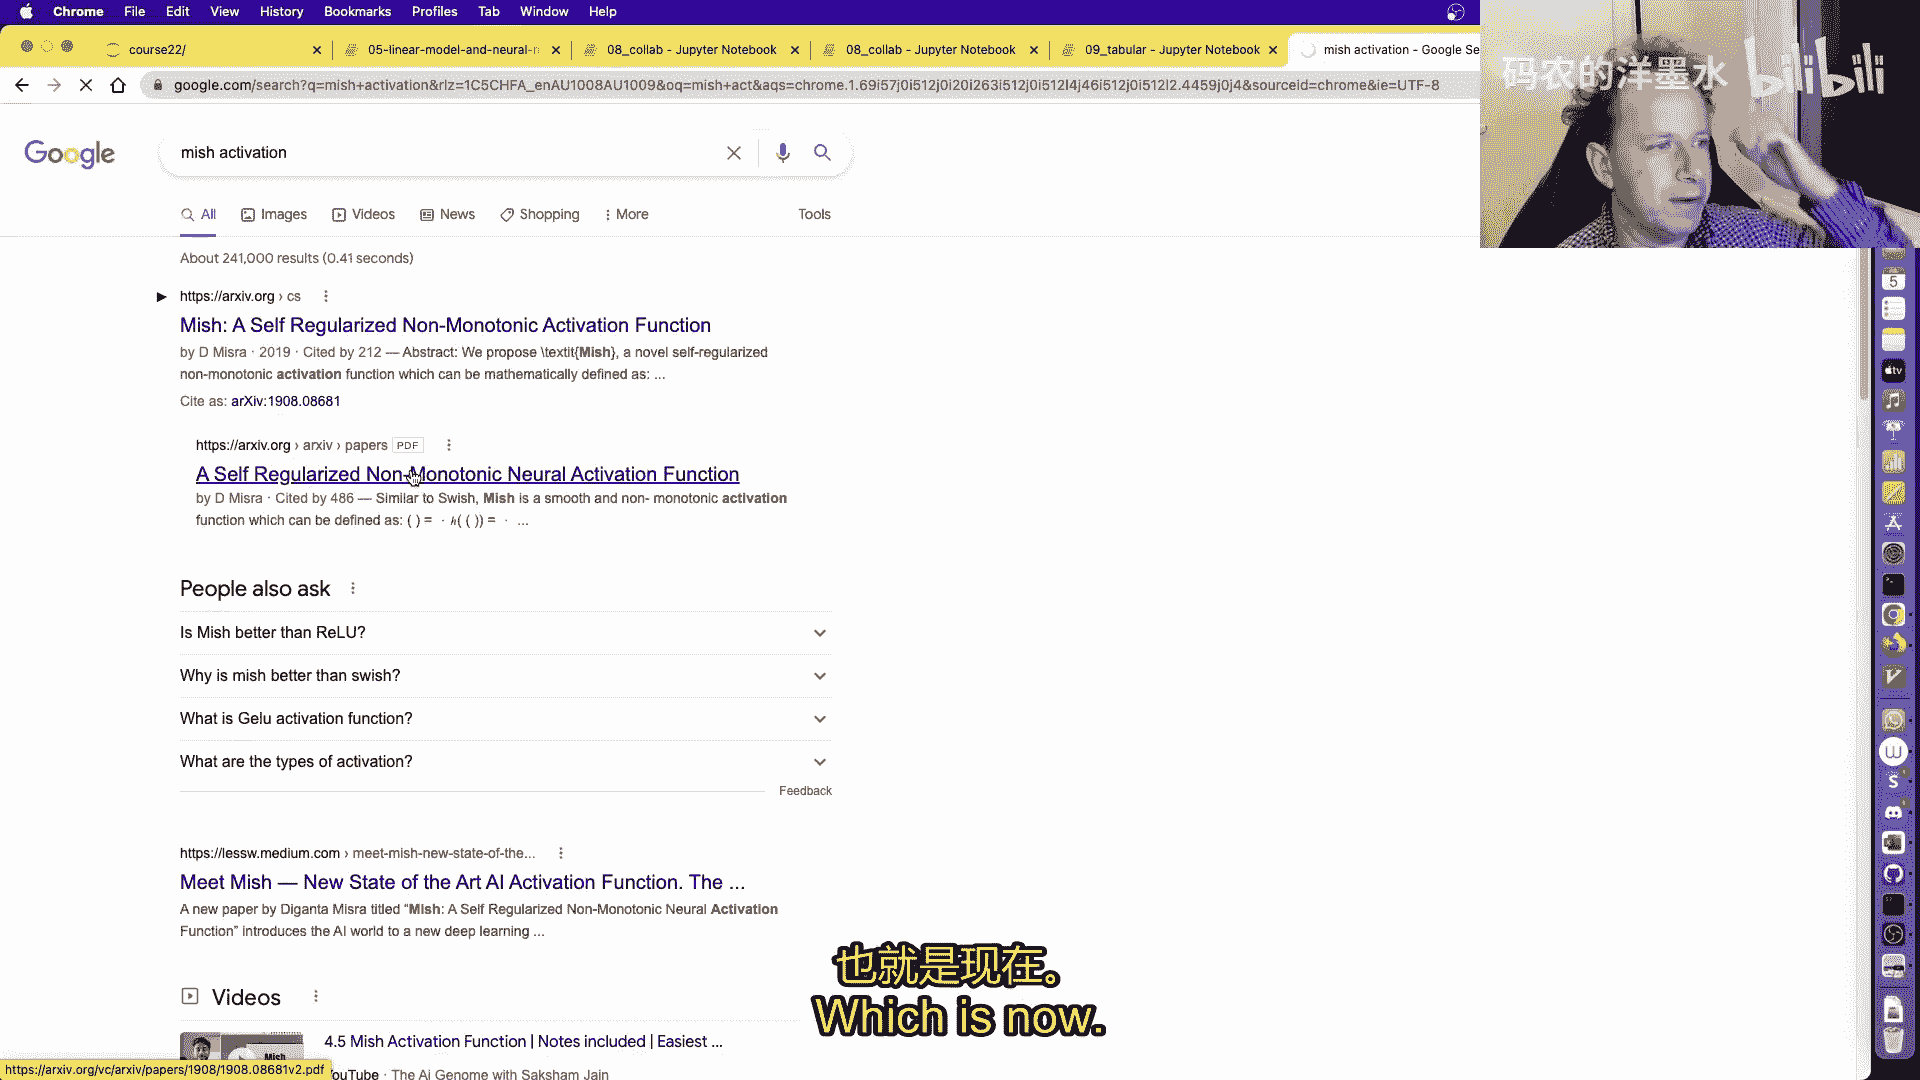 Chrome File Edit View History Bookmarks Profiles Tab Window Help
course22/
05-linear-model-and-neural-
08_collab - Jupyter Notebook
08_collab - Jupyter Notebook
09_tabular - Jupyter Notebook
mish activation - Google Se
google.com/search?q=mish+activation&rlz=1C5CHFA_enAU1008AU1009&oq=mish+act&aqs=chrome.1.69i57j0i512j0i20i263i512j0i512l4j46i512j0i512l2.4459j0j4&sourceid=chrome&ie=UTF-8
码农的洋墨水 bilibili
Google
mish activation
All Images Videos News Shopping More Tools
About 241,000 results (0.41 seconds)
https://arxiv.org › cs
Mish: A Self Regularized Non-Monotonic Activation Function
by D Misra · 2019 · Cited by 212 — Abstract: We propose \textit{Mish}, a novel self-regularized
non-monotonic activation function which can be mathematically defined as: ...
Cite as: arXiv:1908.08681
https://arxiv.org › arxiv › papers PDF
A Self Regularized Non-Monotonic Neural Activation Function
by D Misra · Cited by 486 — Similar to Swish, Mish is a smooth and non- monotonic activation
function which can be defined as: ( ) = · ℎ( ( )) = · ...
People also ask
Is Mish better than ReLU?
Why is mish better than swish?
What is Gelu activation function?
What are the types of activation?
Feedback
https://lessw.medium.com › meet-mish-new-state-of-the...
Meet Mish — New State of the Art AI Activation Function. The ...
A new paper by Diganta Misra titled “Mish: A Self Regularized Non-Monotonic Neural Activation
Function” introduces the AI world to a new deep learning ...
Videos
Mish
4.5 Mish Activation Function | Notes included | Easiest ...
YouTube · The Ai Genome with Saksham Jain
https://arxiv.org/vc/arxiv/papers/1908/1908.08681v2.pdf
也就是现在。
Which is now.
5
tv